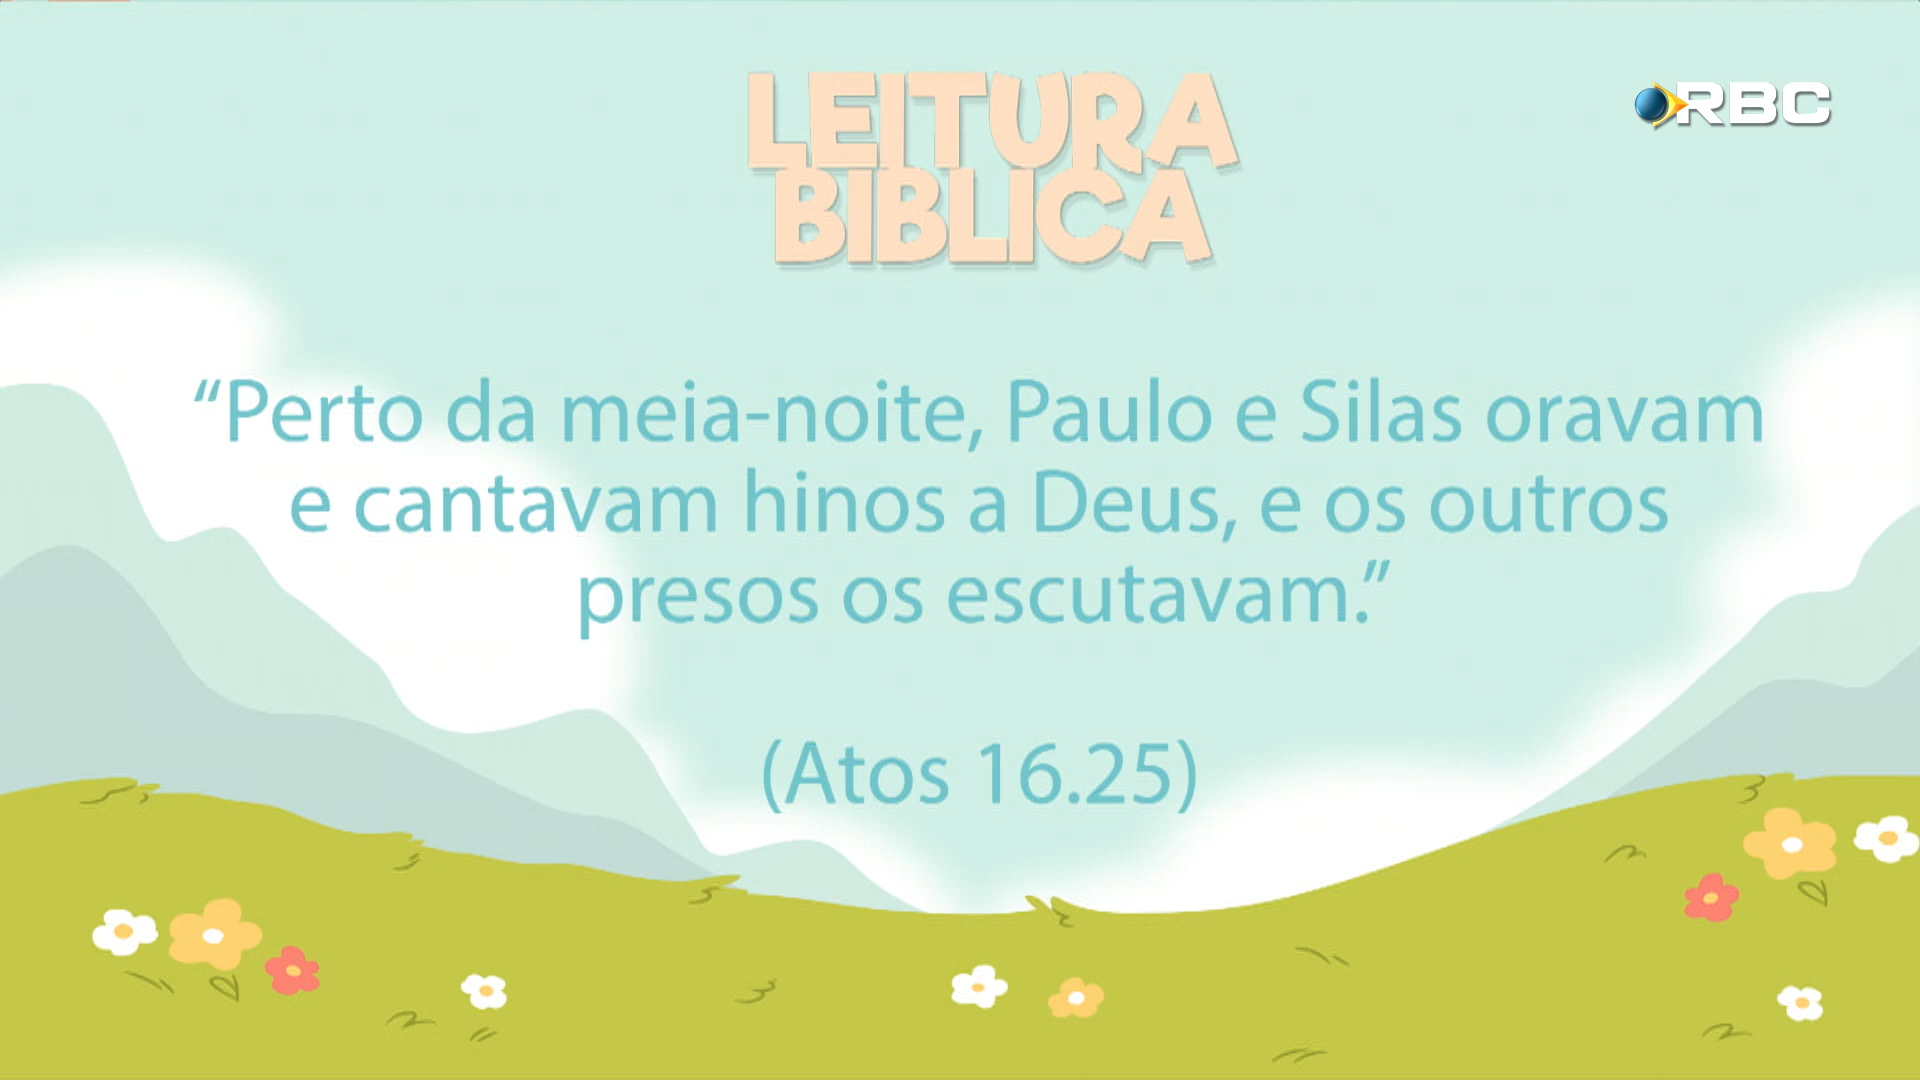 LEITURA
BIBLICA
RBC
“Perto da meia-noite, Paulo e Silas oravam
e cantavam hinos a Deus, e os outros
presos os escutavam.”
(Atos 16.25)